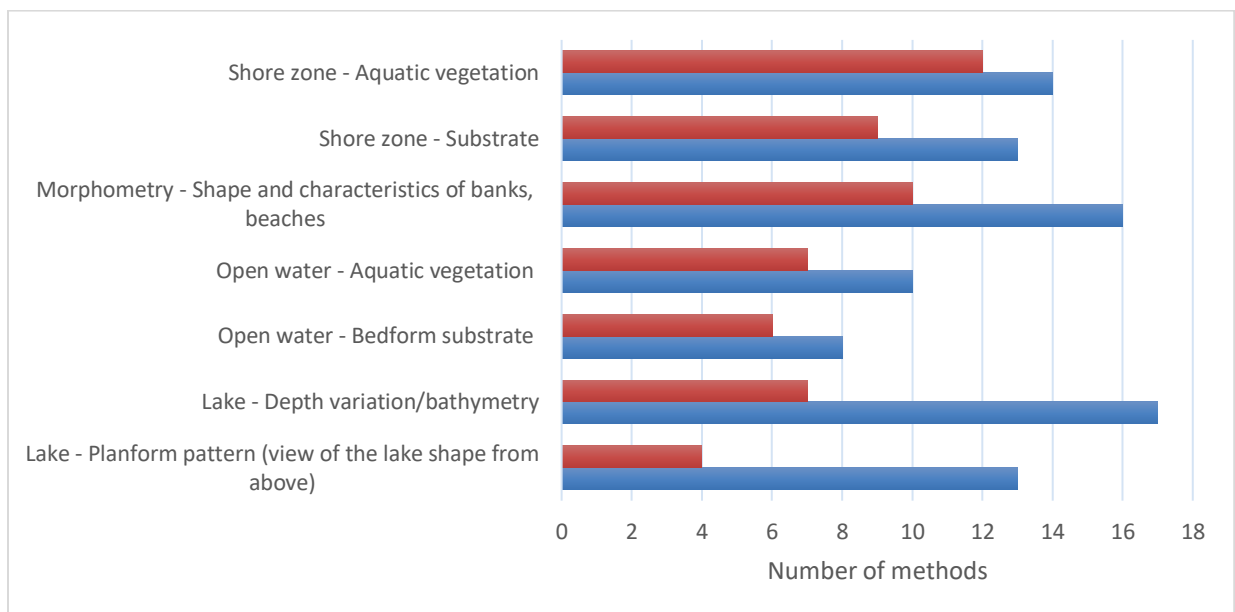 Shore zone - Aquatic vegetation
Shore zone - Substrate
Morphometry - Shape and characteristics of banks,
beaches
Open water - Aquatic vegetation
Open water - Bedform substrate
Lake - Depth variation/bathymetry
Lake - Planform pattern (view of the lake shape from
above)
0 2 4 6 8 10 12 14 16 18
Number of methods